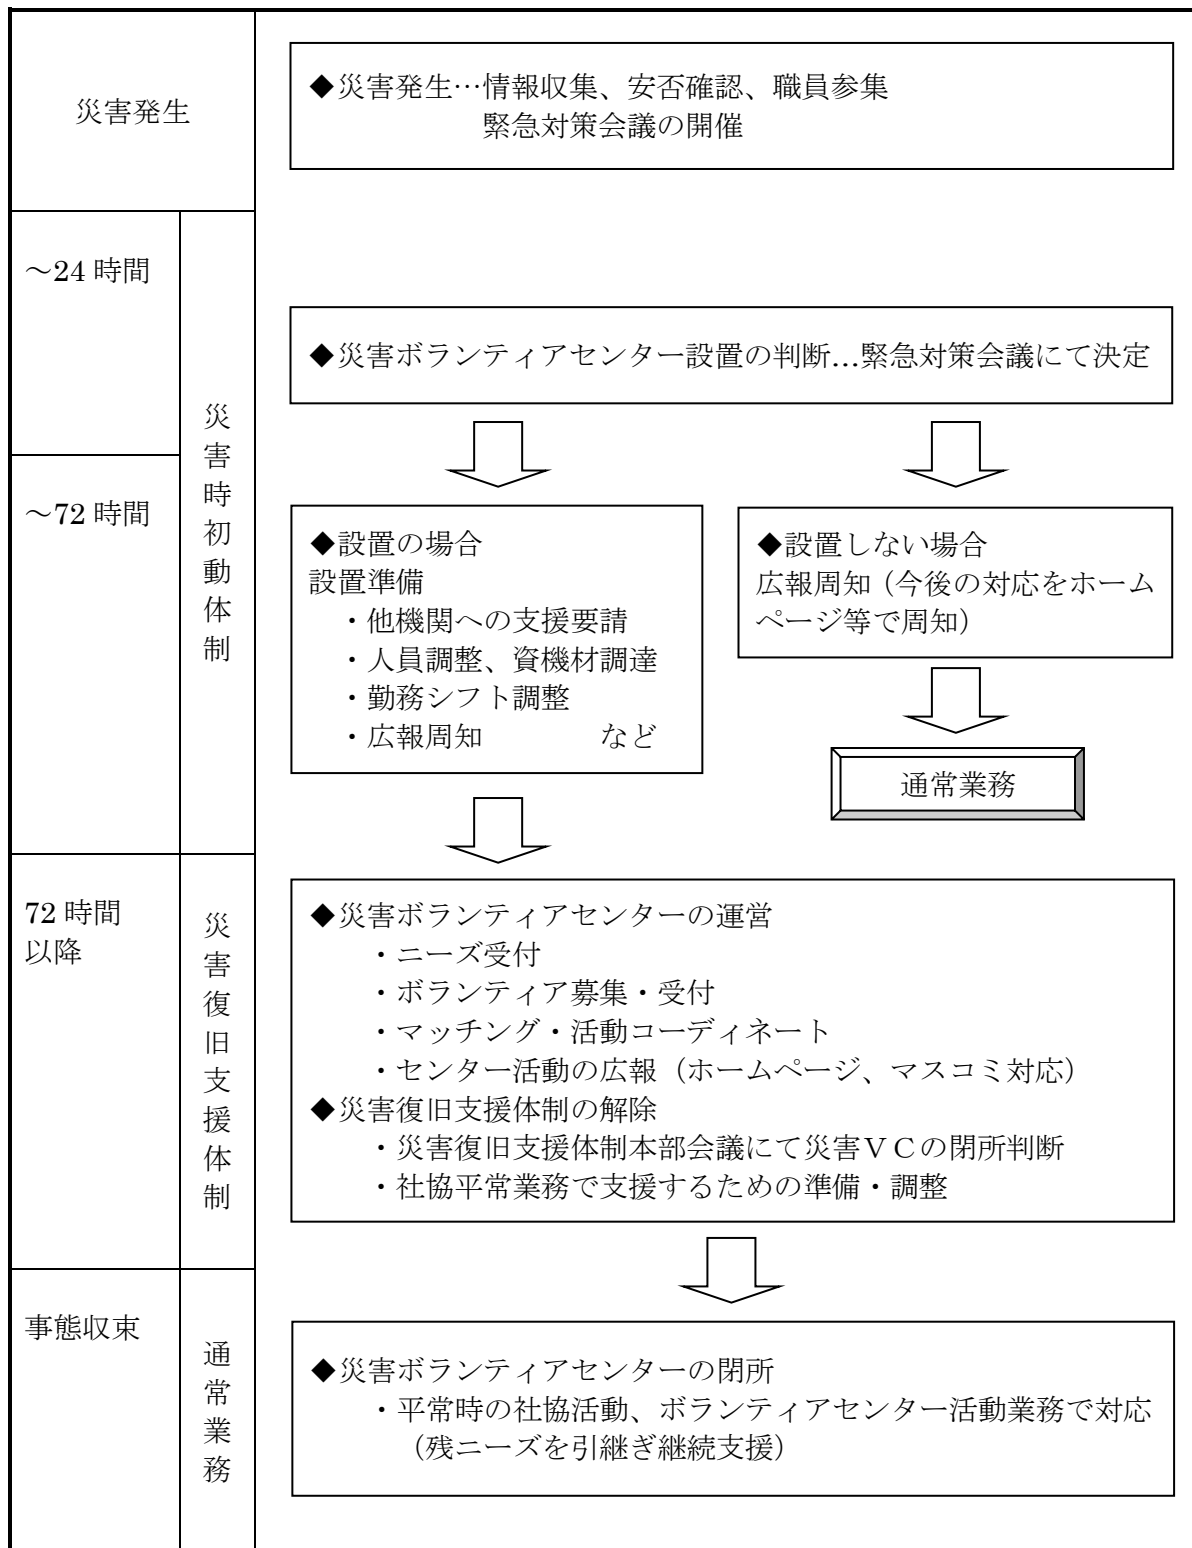 災害発生
◆災害発生…情報収集、安否確認、職員参集
緊急対策会議の開催
～24 時間
災害時初動体制
◆災害ボランティアセンター設置の判断…緊急対策会議にて決定
～72 時間
◆設置の場合
設置準備
・他機関への支援要請
・人員調整、資機材調達
・勤務シフト調整
・広報周知　　　など
◆設置しない場合
広報周知（今後の対応をホーム
ページ等で周知）
通常業務
72 時間
以降
災害復旧支援体制
◆災害ボランティアセンターの運営
・ニーズ受付
・ボランティア募集・受付
・マッチング・活動コーディネート
・センター活動の広報（ホームページ、マスコミ対応）
◆災害復旧支援体制の解除
・災害復旧支援体制本部会議にて災害ＶＣの閉所判断
・社協平常業務で支援するための準備・調整
事態収束
通常業務
◆災害ボランティアセンターの閉所
・平常時の社協活動、ボランティアセンター活動業務で対応
（残ニーズを引継ぎ継続支援）